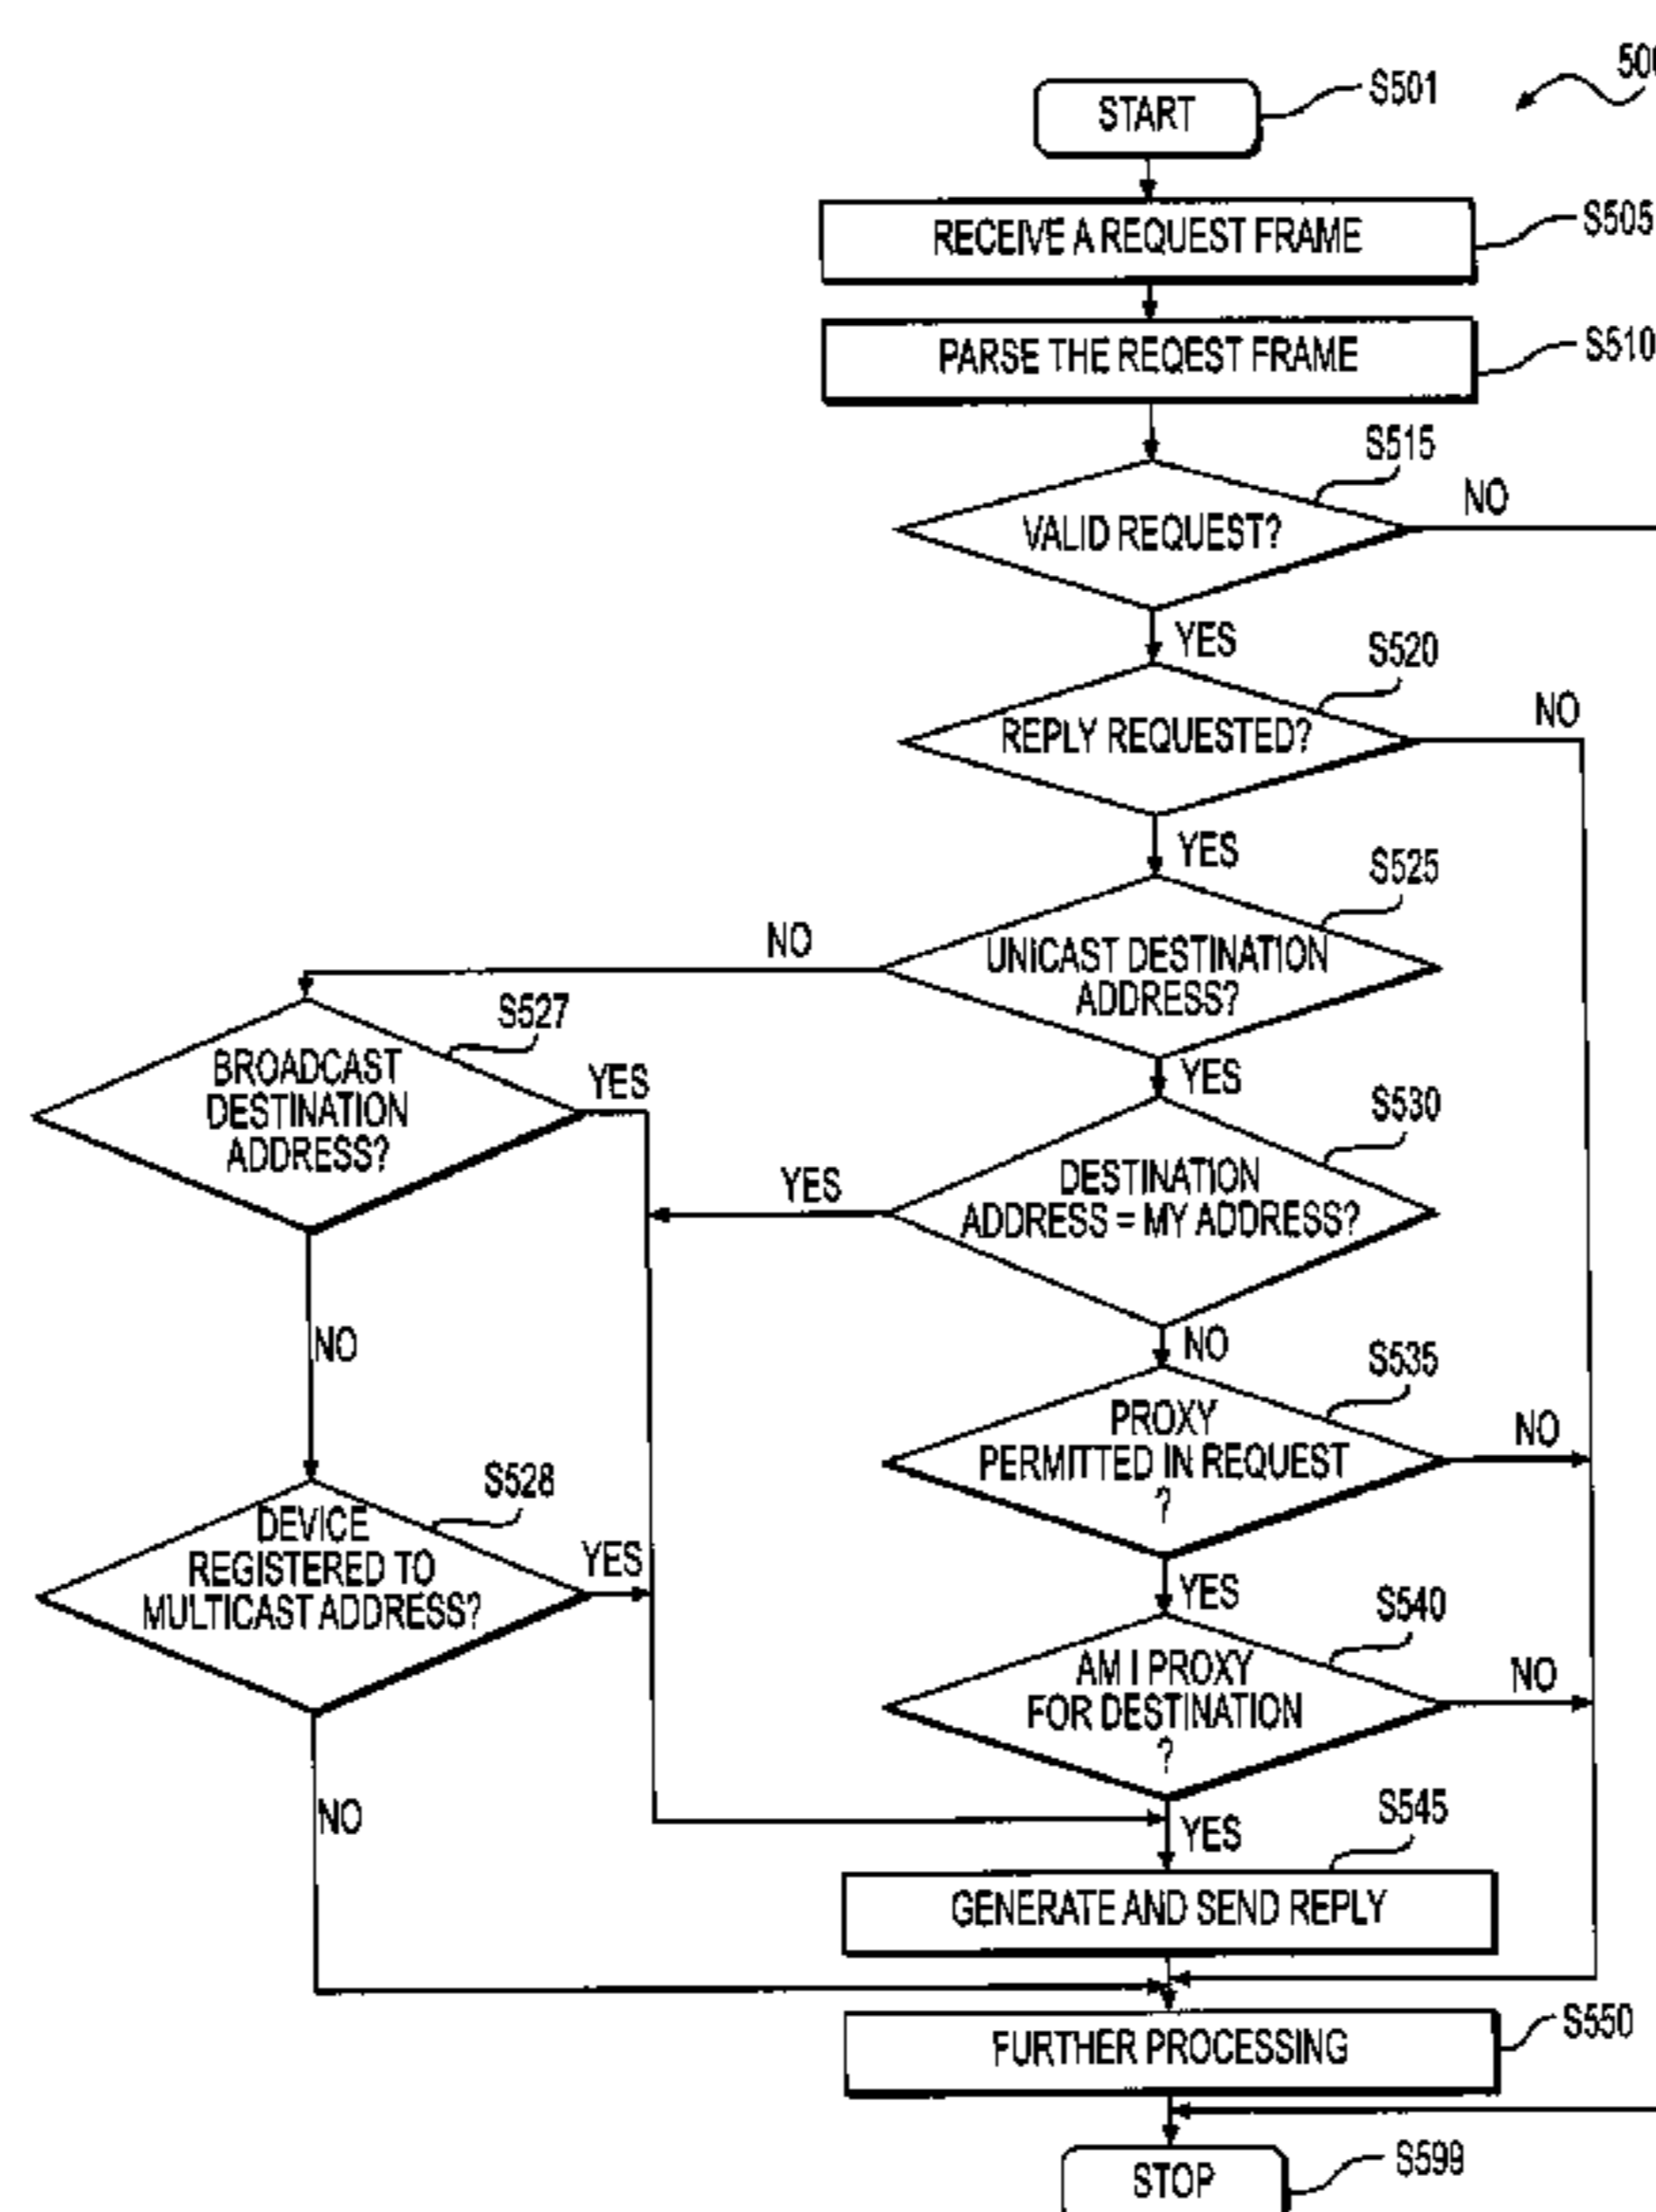 500
START
S501
RECEIVE A REQUEST FRAME
S505
PARSE THE REQEST FRAME
S510
S515
VALID REQUEST?
NO
YES
S520
REPLY REQUESTED?
NO
YES
S525
UNICAST DESTINATION
ADDRESS?
NO
YES
S527
BROADCAST
DESTINATION
ADDRESS?
YES
NO
S530
DESTINATION
ADDRESS = MY ADDRESS?
YES
NO
S535
PROXY
PERMITTED IN REQUEST
?
NO
YES
S528
DEVICE
REGISTERED TO
MULTICAST ADDRESS?
YES
NO
S540
AM I PROXY
FOR DESTINATION
?
NO
YES
S545
GENERATE AND SEND REPLY
FURTHER PROCESSING
S550
STOP
S599